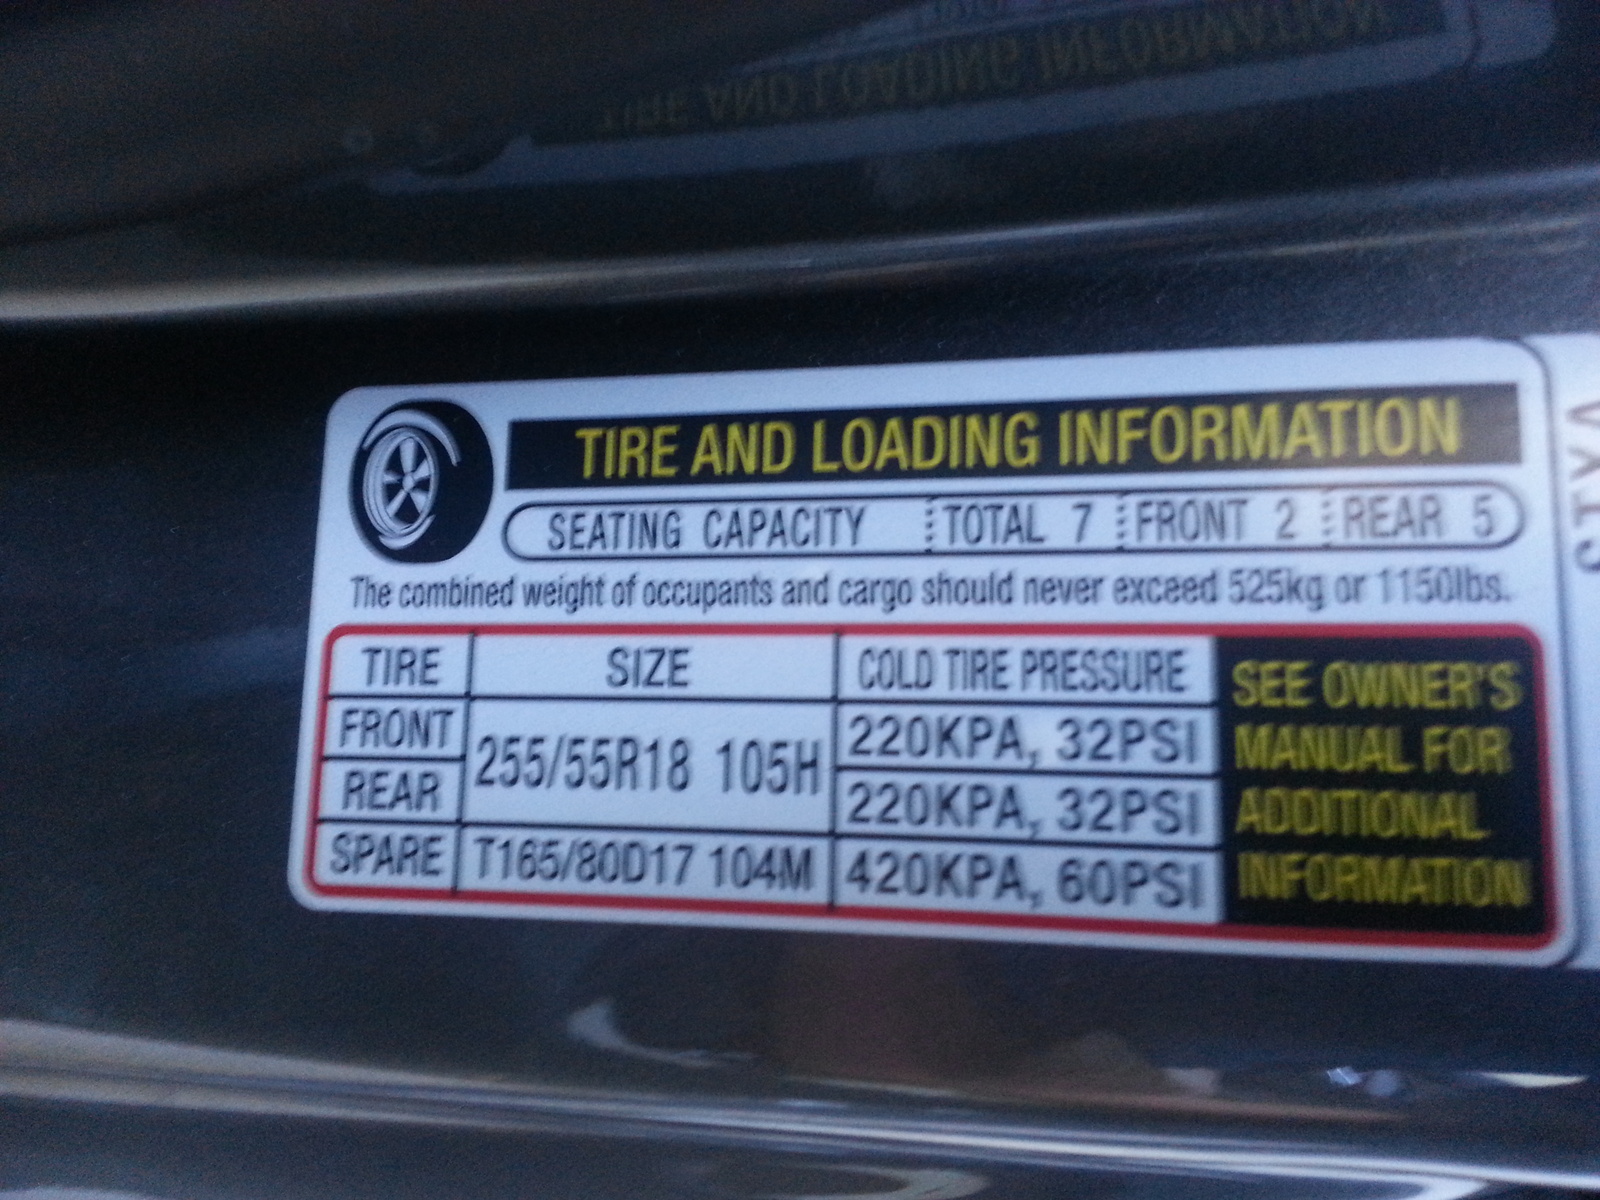 TIRE AND LOADING INFORMATION
SEATING CAPACITY TOTAL 7 FRONT 2 REAR 5
The combined weight of occupants and cargo should never exceed 525kg or 1150lbs.
TIRE SIZE COLD TIRE PRESSURE
FRONT 255/55R18 105H 220KPA, 32PSI
REAR 220KPA, 32PSI
SPARE T165/80D17 104M 420KPA, 60PSI
SEE OWNER'S
MANUAL FOR
ADDITIONAL
INFORMATION